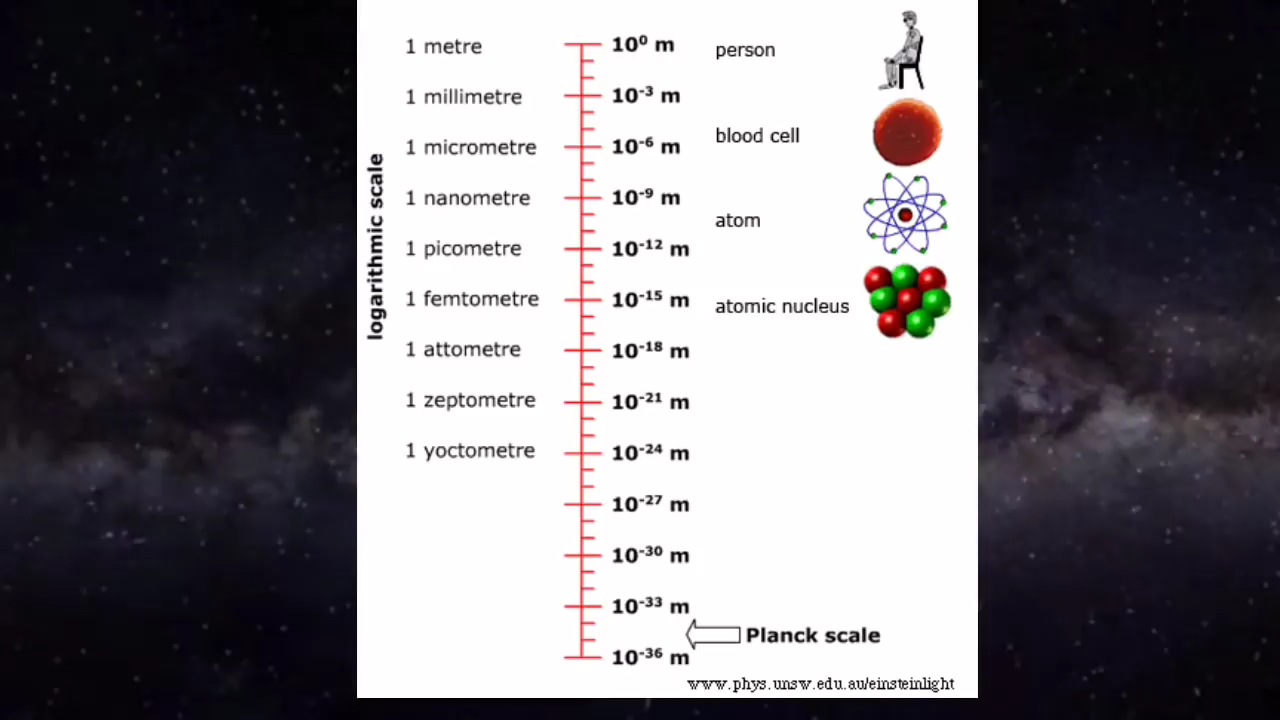 1 metre 10⁰ m person
1 millimetre 10⁻³ m
blood cell
1 micrometre 10⁻⁶ m
1 nanometre 10⁻⁹ m
atom
1 picometre 10⁻¹² m
1 femtometre 10⁻¹⁵ m atomic nucleus
1 attometre 10⁻¹⁸ m
1 zeptometre 10⁻²¹ m
1 yoctometre 10⁻²⁴ m
10⁻²⁷ m
10⁻³⁰ m
10⁻³³ m
Planck scale
10⁻³⁶ m
logarithmic scale
www.phys.unsw.edu.au/einsteinlight